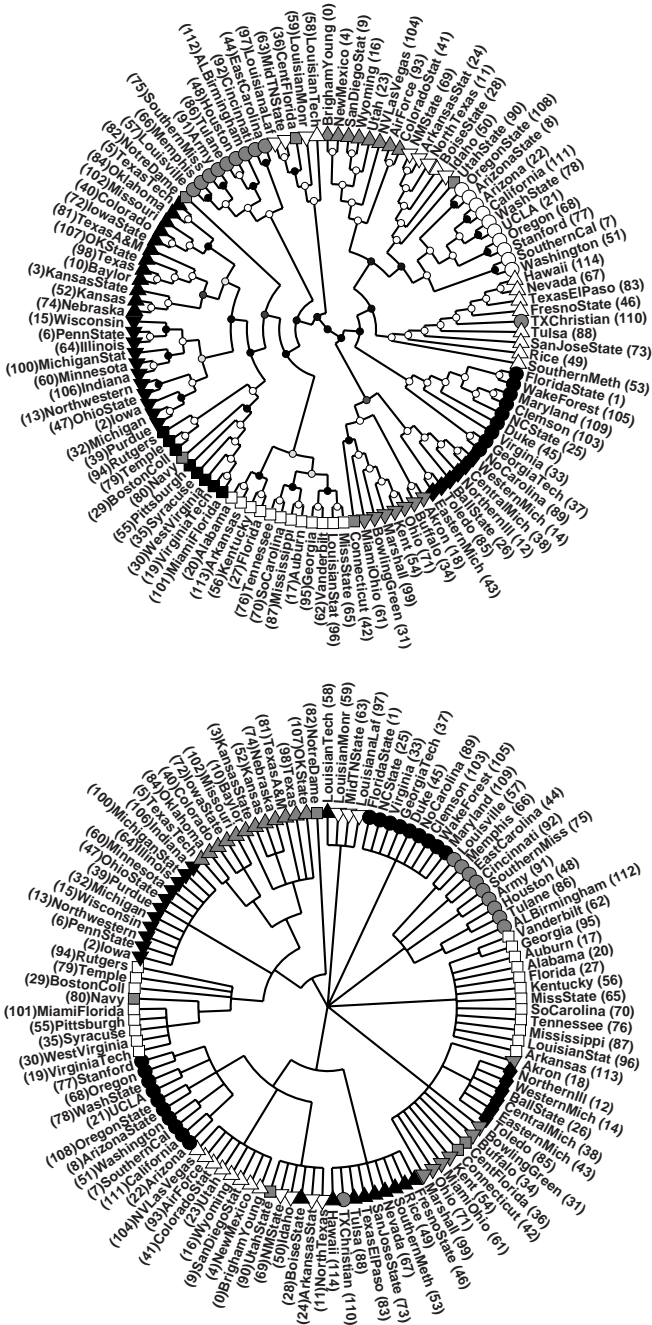 BrighamYoung (0)
NewMexico (4)
SanDiegoStat (9)
Wyoming (16)
Utah (23)
NVLasVegas (104)
AirForce (93)
ColoradoStat (41)
NMState (69)
ArkansasStat (24)
NorthTexas (11)
BoiseState (28)
Idaho (50)
UtahState (90)
OregonState (108)
ArizonaState (8)
Arizona (22)
California (111)
WashState (78)
UCLA (21)
Oregon (68)
Stanford (77)
SouthernCal (7)
Washington (51)
Hawaii (114)
Nevada (67)
TexasElPaso (83)
FresnoState (46)
TXChristian (110)
Tulsa (88)
SanJoseState (73)
Rice (49)
SouthernMeth (53)
FloridaState (1)
WakeForest (105)
Maryland (109)
Clemson (103)
NCState (25)
Duke (45)
Virginia (33)
GeorgiaTech (37)
NoCarolina (89)
WesternMich (14)
CentralMich (38)
NorthernIll (12)
BallState (26)
Toledo (85)
EasternMich (43)
Akron (18)
Buffalo (34)
Ohio (71)
Kent (54)
Marshall (99)
BowlingGreen (31)
MiamiOhio (61)
Connecticut (42)
MissState (65)
LouisianStat (96)
(62)Vanderbilt
(95)Georgia
(17)Auburn
(87)Mississippi
(70)SoCarolina
(76)Tennessee
(27)Florida
(56)Kentucky
(113)Arkansas
(20)Alabama
(101)MiamiFlorida
(19)VirginiaTech
(30)WestVirginia
(35)Syracuse
(55)Pittsburgh
(80)Navy
(29)BostonColl
(79)Temple
(94)Rutgers
(39)Purdue
(32)Michigan
(2)Iowa
(47)OhioState
(13)Northwestern
(106)Indiana
(60)Minnesota
(100)MichiganStat
(64)Illinois
(6)PennState
(15)Wisconsin
(74)Nebraska
(52)Kansas
(3)KansasState
(10)Baylor
(98)Texas
(107)OKState
(81)TexasA&M
(72)IowaState
(40)Colorado
(102)Missouri
(84)Oklahoma
(5)TexasTech
(82)NotreDame
(57)Louisville
(66)Memphis
(75)SouthernMiss
(91)Army
(86)Tulane
(48)Houston
(112)ALBirmingham
(92)Cincinnati
(44)EastCarolina
(97)LouisianaLaf
(63)MidTNState
(36)CentFlorida
(59)LouisianMonr
(58)LouisianTech
LouisianTech (58)
LouisianMonr (59)
MidTNState (63)
LouisianaLaf (97)
FloridaState (1)
NCState (25)
Virginia (33)
GeorgiaTech (37)
Duke (45)
NoCarolina (89)
Clemson (103)
WakeForest (105)
Maryland (109)
Louisville (57)
Memphis (66)
EastCarolina (44)
Cincinnati (92)
SouthernMiss (75)
Army (91)
Houston (48)
Tulane (86)
ALBirmingham (112)
Vanderbilt (62)
Georgia (95)
Auburn (17)
Alabama (20)
Florida (27)
Kentucky (56)
MissState (65)
SoCarolina (70)
Tennessee (76)
Mississippi (87)
LouisianStat (96)
Arkansas (113)
Akron (18)
NorthernIll (12)
WesternMich (14)
BallState (26)
CentralMich (38)
EasternMich (43)
Toledo (85)
BowlingGreen (31)
Buffalo (34)
CentFlorida (36)
Connecticut (42)
Kent (54)
MiamiOhio (61)
Ohio (71)
Marshall (99)
FresnoState (46)
Rice (49)
SouthernMeth (53)
Nevada (67)
SanJoseState (73)
TexasElPaso (83)
Tulsa (88)
TXChristian (110)
Hawaii (114)
(11)NorthTexas
(24)ArkansasStat
(28)BoiseState
(50)Idaho
(69)NMState
(90)UtahState
(0)BrighamYoung
(4)NewMexico
(9)SanDiegoStat
(16)Wyoming
(23)Utah
(41)ColoradoStat
(93)AirForce
(104)NVLasVegas
(22)Arizona
(111)California
(7)SouthernCal
(51)Washington
(8)ArizonaState
(108)OregonState
(21)UCLA
(78)WashState
(68)Oregon
(77)Stanford
(19)VirginiaTech
(30)WestVirginia
(35)Syracuse
(55)Pittsburgh
(101)MiamiFlorida
(80)Navy
(29)BostonColl
(79)Temple
(94)Rutgers
(2)Iowa
(6)PennState
(13)Northwestern
(15)Wisconsin
(32)Michigan
(39)Purdue
(47)OhioState
(60)Minnesota
(64)Illinois
(100)MichiganStat
(106)Indiana
(5)TexasTech
(84)Oklahoma
(40)Colorado
(72)IowaState
(102)Missouri
(10)Baylor
(3)KansasState
(52)Kansas
(74)Nebraska
(81)TexasA&M
(98)Texas
(107)OKState
(82)NotreDame